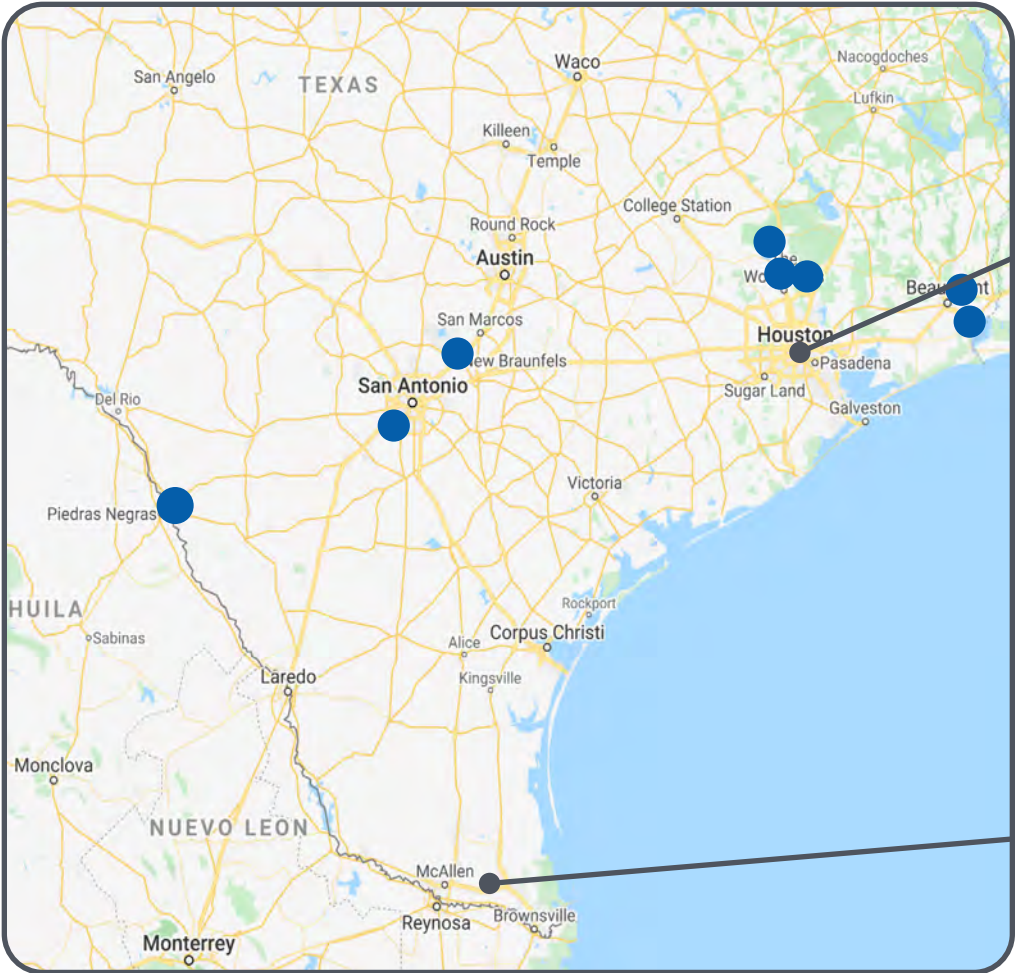 Waco
Nacogdoches
San Angelo
TEXAS
Lufkin
Killeen
Temple
College Station
Round Rock
Austin
San Marcos
Houston
New Braunfels
Pasadena
San Antonio
Sugar Land
Del Rio
Galveston
Victoria
Piedras Negras
Rockport
HUILA
Corpus Christi
Sabinas
Alice
Laredo
Kingsville
Monclova
NUEVO LEON
McAllen
Brownsville
Reynosa
Monterrey